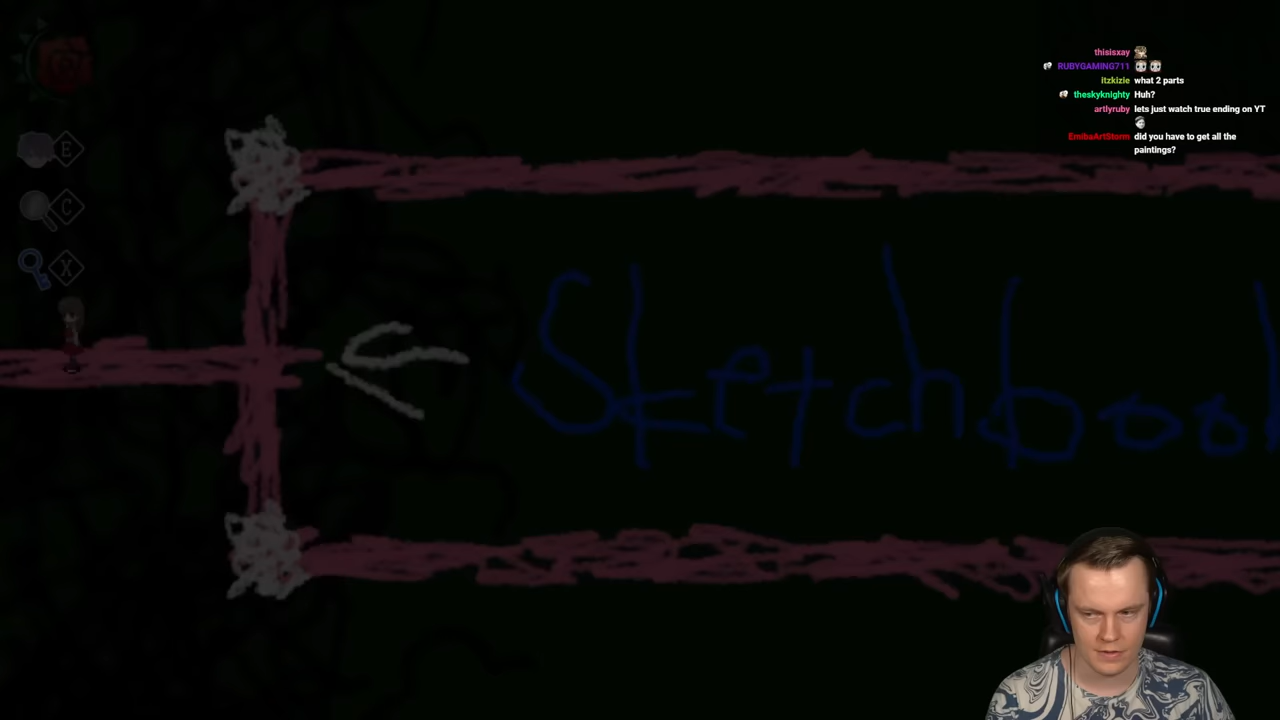 thisisxay
RUBYGAMING711
itzkizie what 2 parts
theskyknighty Huh?
artlyruby lets just watch true ending on YT
EmibaArtStorm did you have to get all the
paintings?
E
C
X
Sketchbook